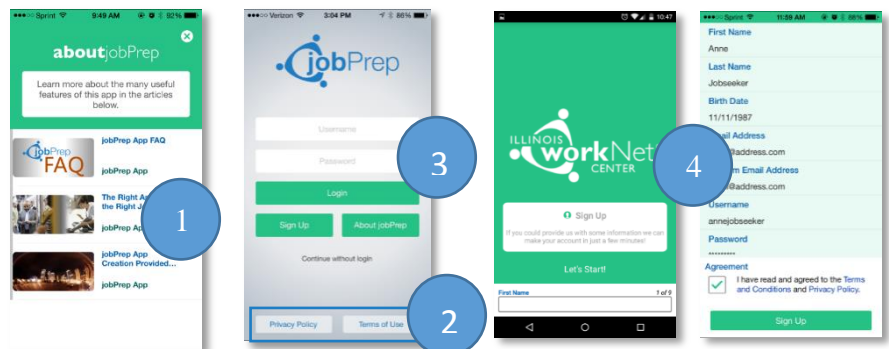 Sprint 9:49 AM 92%
aboutjobPrep
Learn more about the many useful
features of this app in the articles
below.
jobPrep App FAQ
jobPrep
FAQ
jobPrep App
The Right
the Right
jobPrep
jobPrep App
Creation Provided...
jobPrep App
1
Verizon 3:04 PM 86%
jobPrep
Username
Password
Login
Sign Up
About jobPrep
Continue without login
Privacy Policy
Terms of Use
3
2
10:47
ILLINOIS
workNet
CENTER
Sign Up
If you could provide us with some information we can
make your account in just a few minutes!
Let's Start!
First Name
1 of 9
4
Sprint 11:59 AM 88%
First Name
Anne
Last Name
Jobseeker
Birth Date
11/11/1987
Email Address
@address.com
Email Address
@address.com
Username
annejobseeker
Password
Agreement
I have read and agreed to the Terms
and Conditions and Privacy Policy.
Sign Up